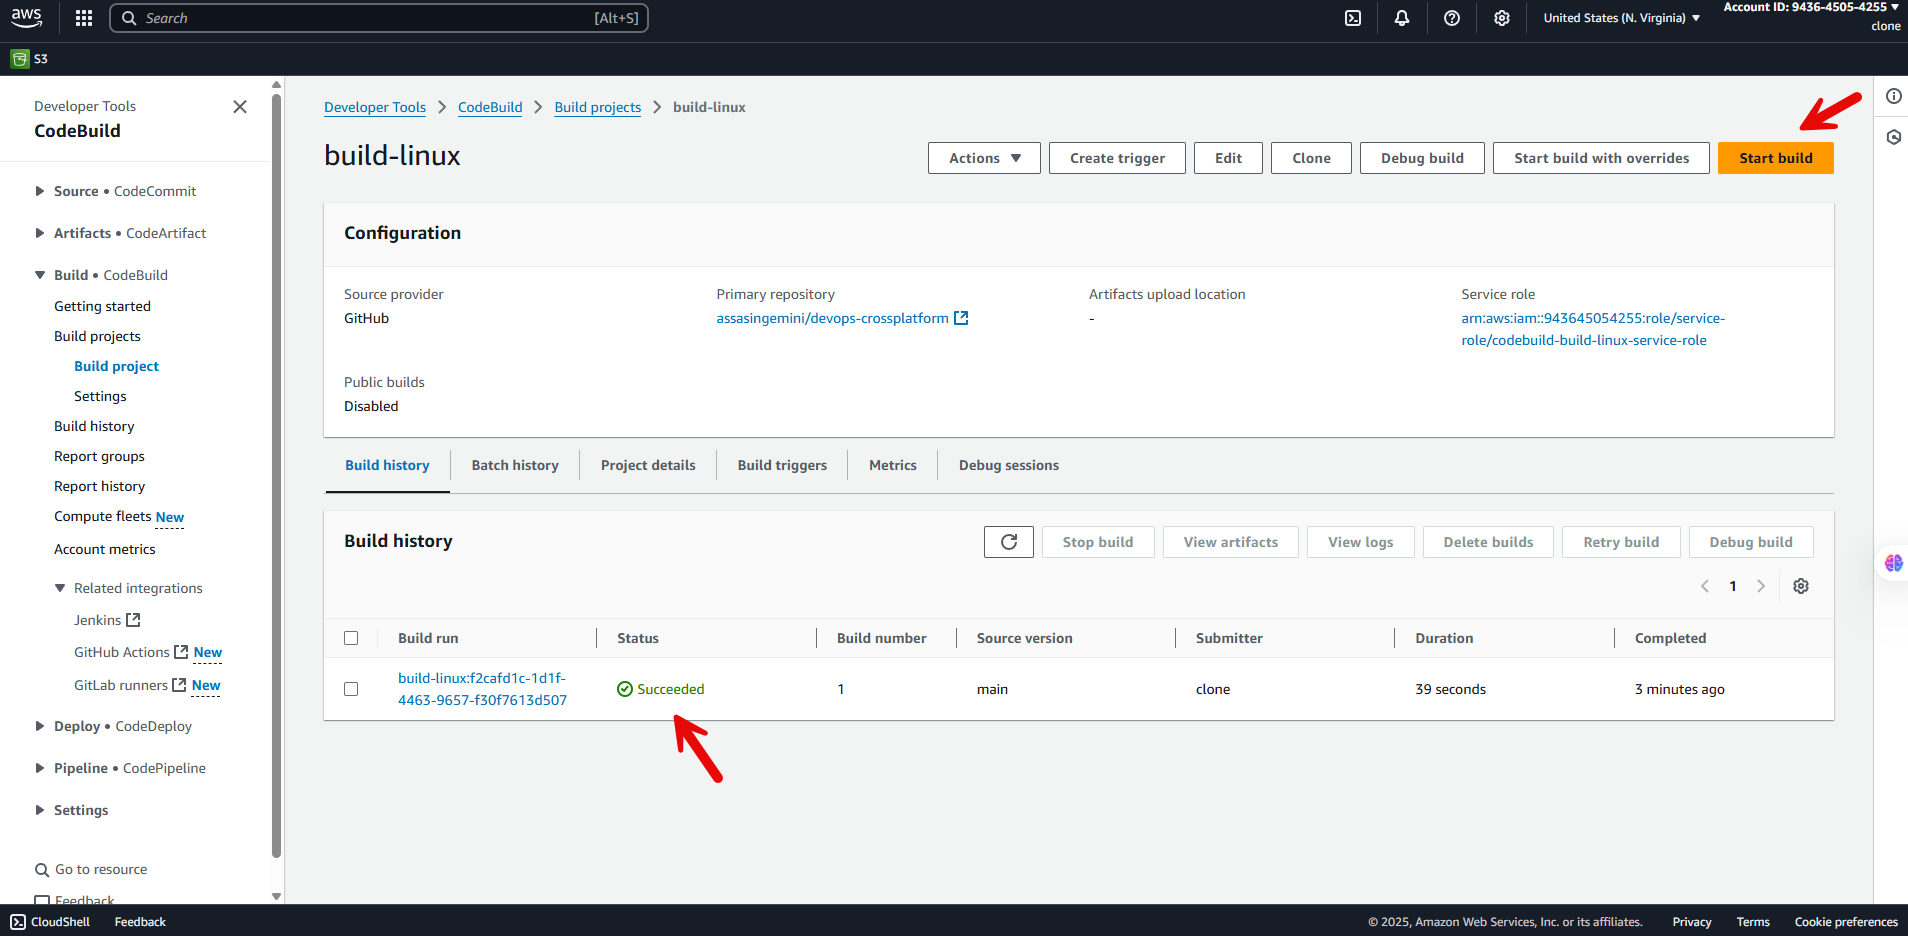 aws
Search
[Alt+S]
United States (N. Virginia)
Account ID: 9436-4505-4255
clone
S3
Developer Tools
CodeBuild
Source • CodeCommit
Artifacts • CodeArtifact
Build • CodeBuild
Getting started
Build projects
Build project
Settings
Build history
Report groups
Report history
Compute fleets New
Account metrics
Related integrations
Jenkins
GitHub Actions New
GitLab runners New
Deploy • CodeDeploy
Pipeline • CodePipeline
Settings
Go to resource
Feedback
Developer Tools
CodeBuild
Build projects
build-linux
build-linux
Actions
Create trigger
Edit
Clone
Debug build
Start build with overrides
Start build
Configuration
Source provider
GitHub
Primary repository
assasingemini/devops-crossplatform
Artifacts upload location
-
Service role
arn:aws:iam::943645054255:role/service-
role/codebuild-build-linux-service-role
Public builds
Disabled
Build history
Batch history
Project details
Build triggers
Metrics
Debug sessions
Build history
Stop build
View artifacts
View logs
Delete builds
Retry build
Debug build
1
Build run
Status
Build number
Source version
Submitter
Duration
Completed
build-linux:f2cafd1c-1d1f-
4463-9657-f30f7613d507
Succeeded
1
main
clone
39 seconds
3 minutes ago
CloudShell
Feedback
© 2025, Amazon Web Services, Inc. or its affiliates.
Privacy
Terms
Cookie preferences